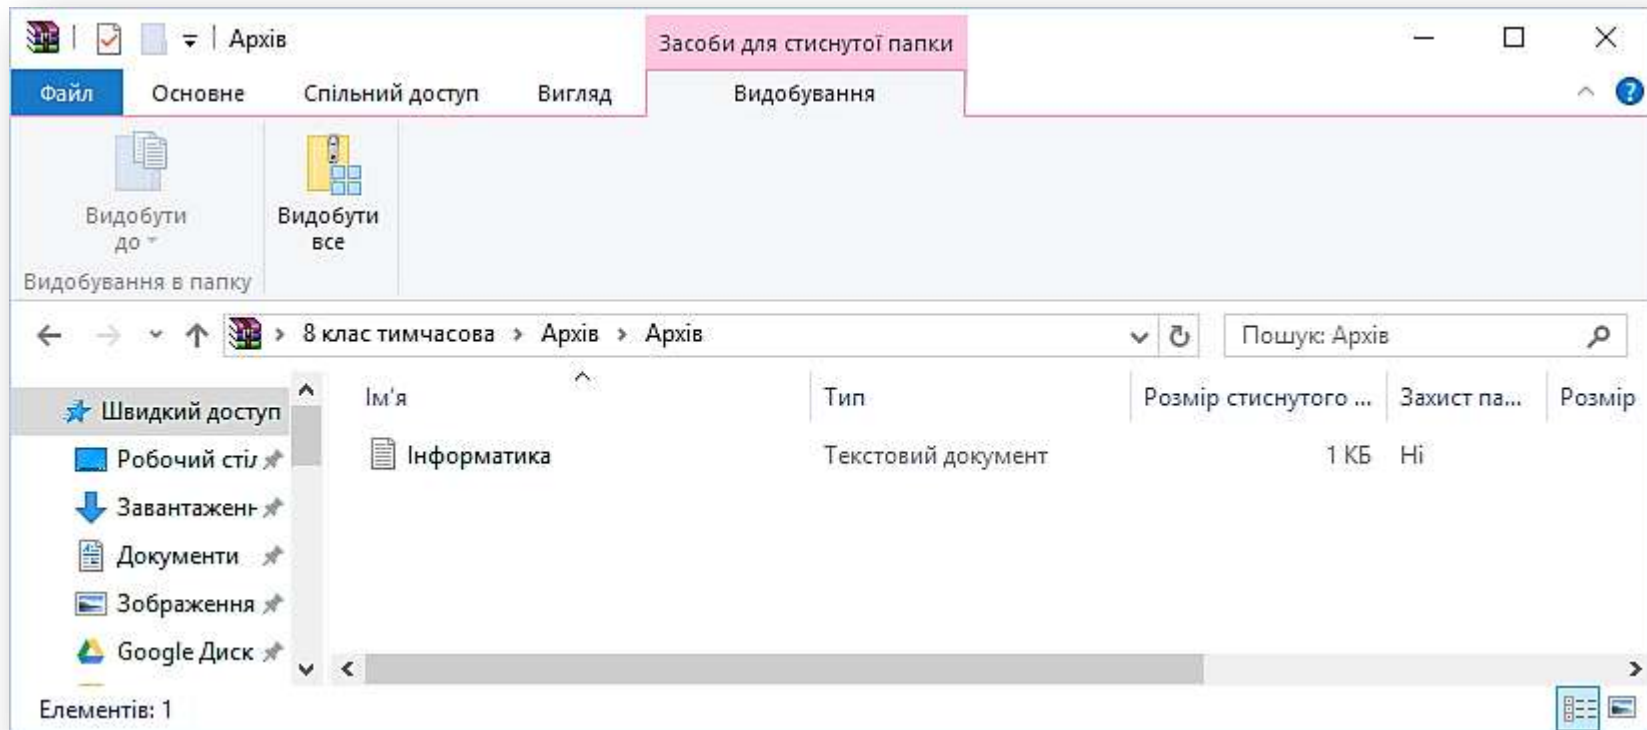 Архів
Засоби для стиснутої папки
Файл Основне Спільний доступ Вигляд Видобування
Видобути до
Видобути все
Видобування в папку
8 клас тимчасова > Архів > Архів
Пошук: Архів
Ім'я Тип Розмір стиснутого ... Захист па... Розмір
Швидкий доступ
Інформатика Текстовий документ 1 КБ Ні
Робочий стіл
Завантажень
Документи
Зображення
Google Диск
Елементів: 1